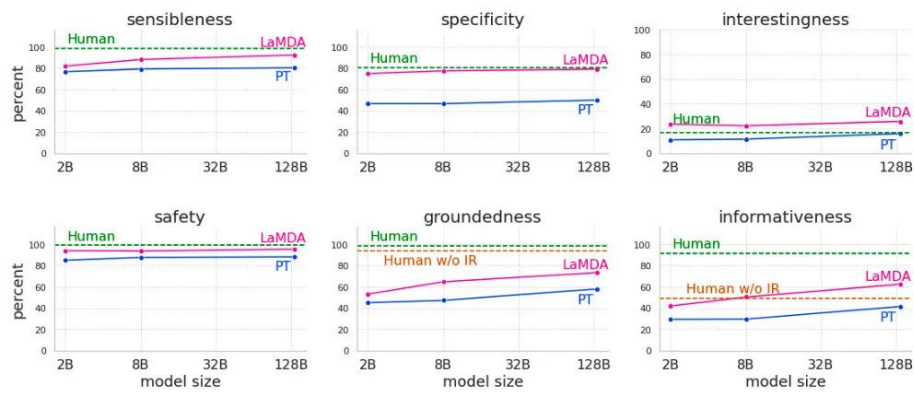 sensibleness
specificity
interestingness
percent
100
80
60
40
20
0
Human
LaMDA
PT
2B 8B 32B 128B
100
80
60
40
20
0
Human
LaMDA
PT
2B 8B 32B 128B
100
80
60
40
20
0
Human
LaMDA
PT
2B 8B 32B 128B
safety
groundedness
informativeness
percent
100
80
60
40
20
0
Human
LaMDA
PT
2B 8B 32B 128B
model size
100
80
60
40
20
0
Human
Human w/o IR
LaMDA
PT
2B 8B 32B 128B
model size
100
80
60
40
20
0
Human
LaMDA
Human w/o IR
PT
2B 8B 32B 128B
model size